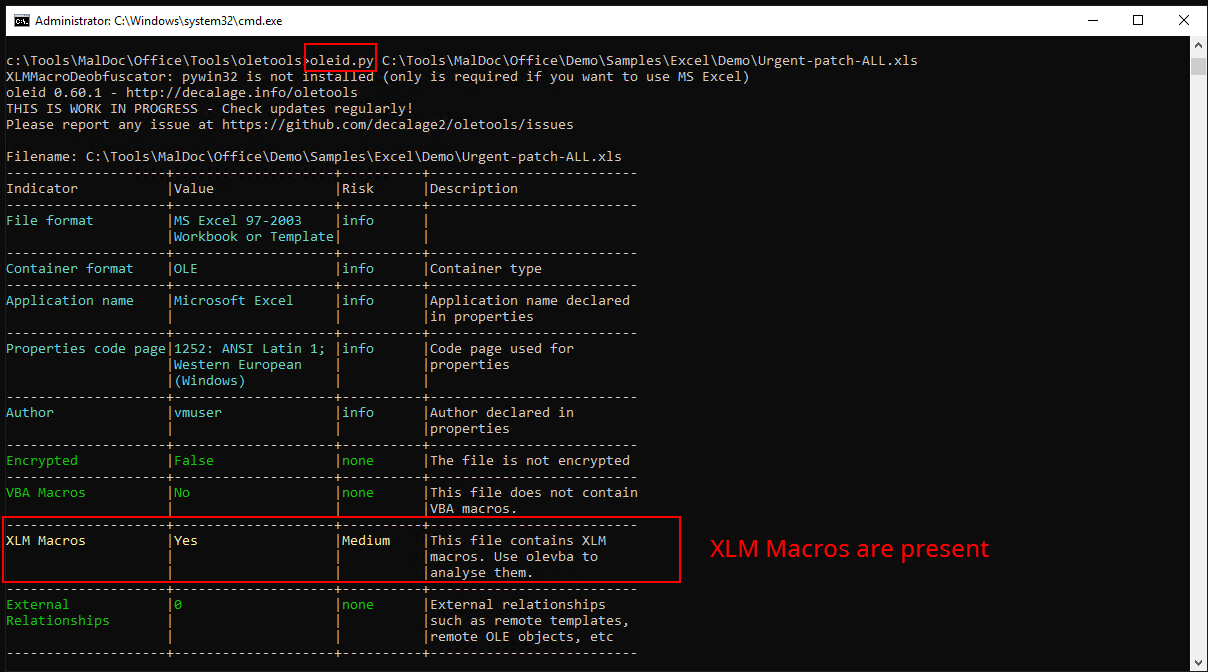 Administrator: C:\Windows\system32\cmd.exe
c:\Tools\MalDoc\Office\Tools\oletools>oleid.py C:\Tools\MalDoc\Office\Demo\Samples\Excel\Demo\Urgent-patch-ALL.xls
XLMMacroDeobfuscator: pywin32 is not installed (only is required if you want to use MS Excel)
oleid 0.60.1 - http://decalage.info/oletools
THIS IS WORK IN PROGRESS - Check updates regularly!
Please report any issue at https://github.com/decalage2/oletools/issues

Filename: C:\Tools\MalDoc\Office\Demo\Samples\Excel\Demo\Urgent-patch-ALL.xls
--------------------+--------------------+----------+--------------------------
Indicator           |Value               |Risk      |Description
--------------------+--------------------+----------+--------------------------
File format         |MS Excel 97-2003    |info      |
                    |Workbook or Template|          |
--------------------+--------------------+----------+--------------------------
Container format    |OLE                 |info      |Container type
--------------------+--------------------+----------+--------------------------
Application name    |Microsoft Excel     |info      |Application name declared
                    |                    |          |in properties
--------------------+--------------------+----------+--------------------------
Properties code page|1252: ANSI Latin 1; |info      |Code page used for
                    |Western European    |          |properties
                    |(Windows)           |          |
--------------------+--------------------+----------+--------------------------
Author              |vmuser              |info      |Author declared in
                    |                    |          |properties
--------------------+--------------------+----------+--------------------------
Encrypted           |False               |none      |The file is not encrypted
--------------------+--------------------+----------+--------------------------
VBA Macros          |No                  |none      |This file does not contain
                    |                    |          |VBA macros.
--------------------+--------------------+----------+--------------------------
XLM Macros          |Yes                 |Medium    |This file contains XLM
                    |                    |          |macros. Use olevba to
                    |                    |          |analyse them.
--------------------+--------------------+----------+--------------------------
External            |0                   |none      |External relationships
Relationships       |                    |          |such as remote templates,
                    |                    |          |remote OLE objects, etc
--------------------+--------------------+----------+--------------------------
XLM Macros are present